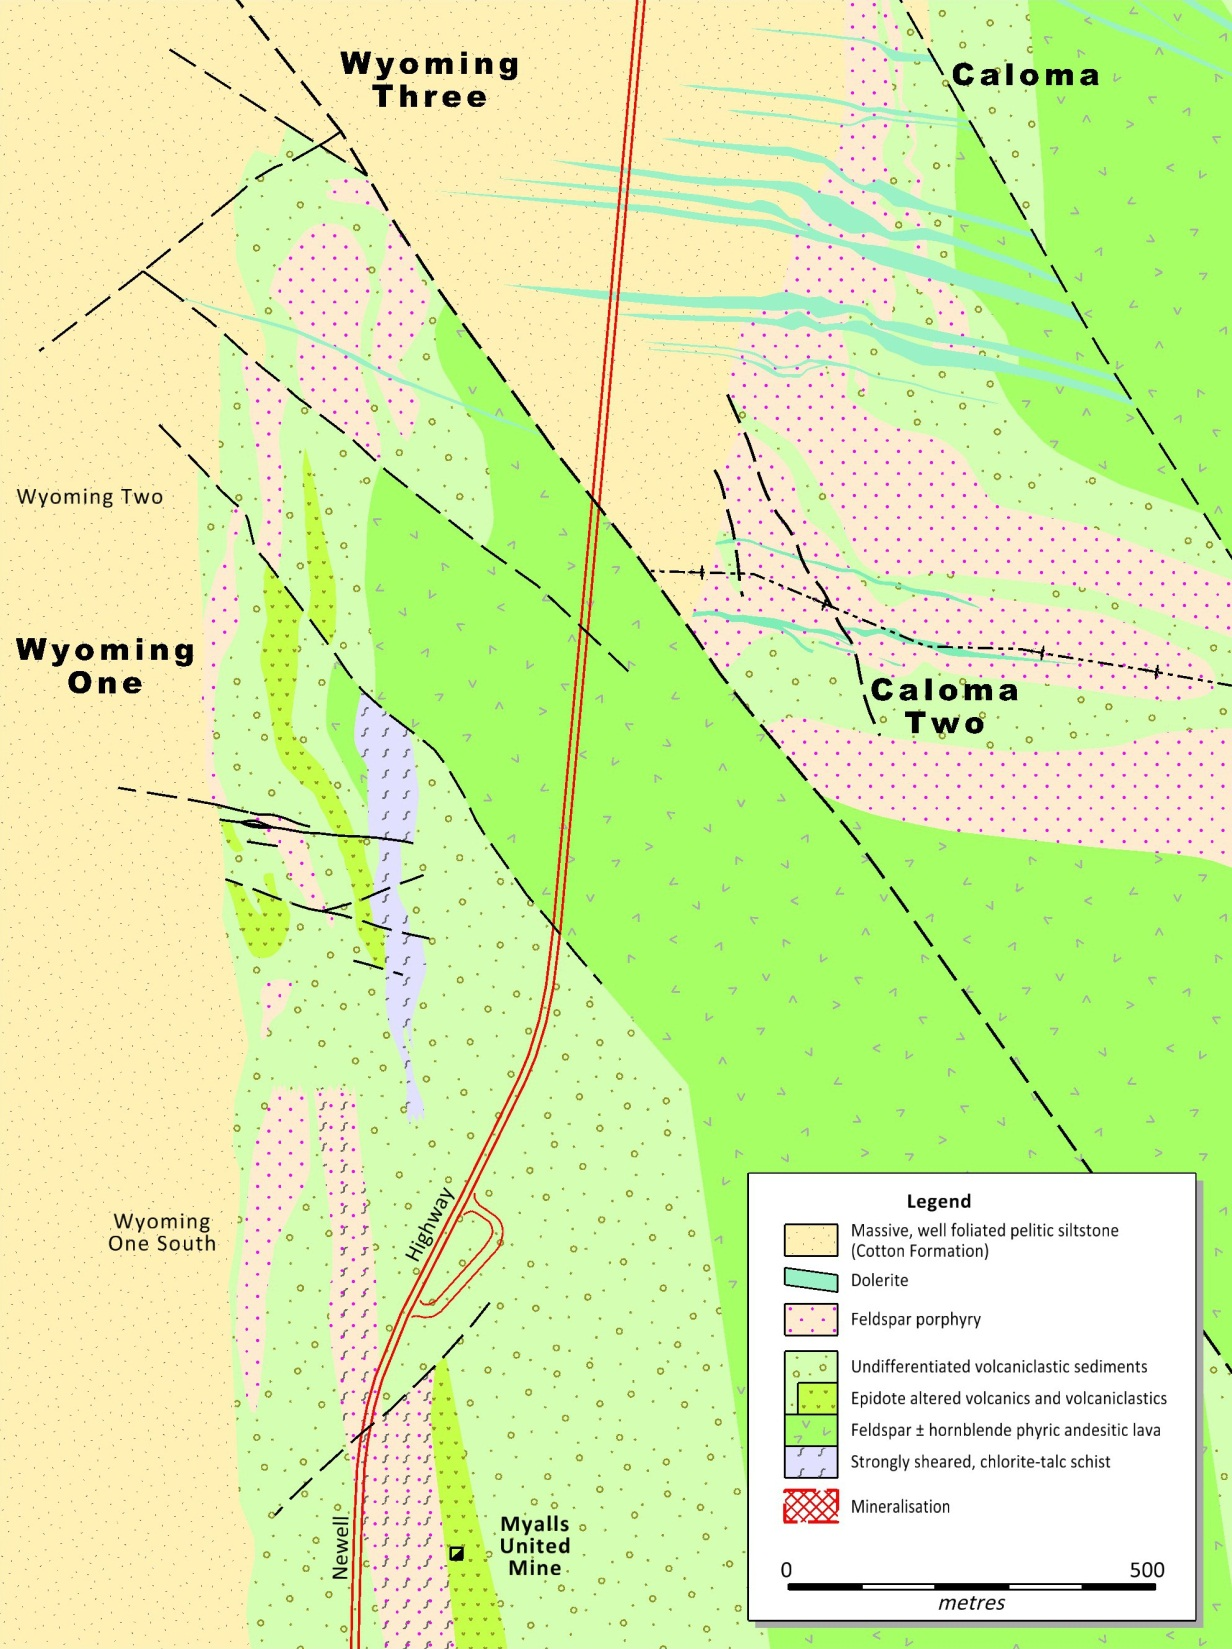 Wyoming
Three
Caloma
Wyoming Two
Wyoming
One
Caloma
Two
Wyoming
One South
Highway
Newell
Myalls
United
Mine
Legend
Massive, well foliated pelitic siltstone
(Cotton Formation)
Dolerite
Feldspar porphyry
Undifferentiated volcaniclastic sediments
Epidote altered volcanics and volcaniclastics
Feldspar ± hornblende phyric andesitic lava
Strongly sheared, chlorite-talc schist
Mineralisation
0 500
metres